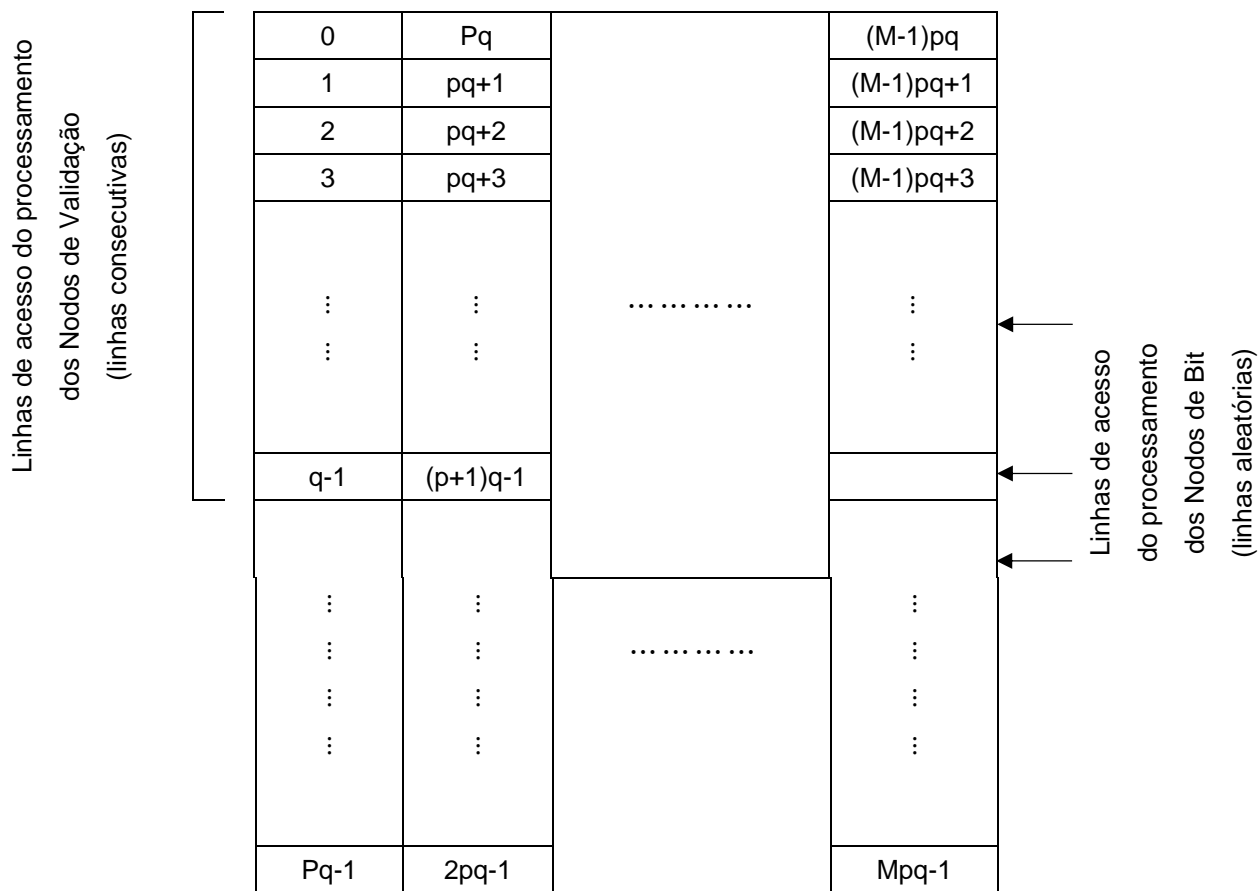 Linhas de acesso do processamento
dos Nodos de Validação
(linhas consecutivas)
0 Pq (M-1)pq
1 pq+1 (M-1)pq+1
2 pq+2 (M-1)pq+2
3 pq+3 (M-1)pq+3
⋮ ⋮ ………… ⋮
⋮ ⋮ ⋮
q-1 (p+1)q-1
Linhas de acesso
do processamento
dos Nodos de Bit
(linhas aleatórias)
⋮ ⋮ ⋮
⋮ ⋮ ………… ⋮
⋮ ⋮ ⋮
⋮ ⋮ ⋮
Pq-1 2pq-1 Mpq-1